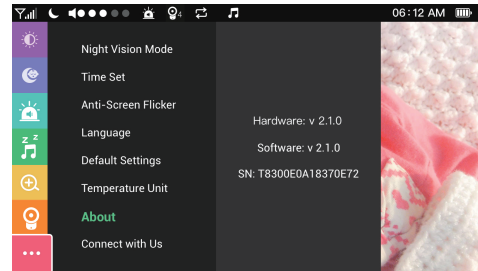 4
06:12 AM
Night Vision Mode
Time Set
Anti-Screen Flicker
Language
Default Settings
Temperature Unit
About
Connect with Us
z z
Hardware: v 2.1.0
Software: v 2.1.0
SN: T8300E0A18370E72